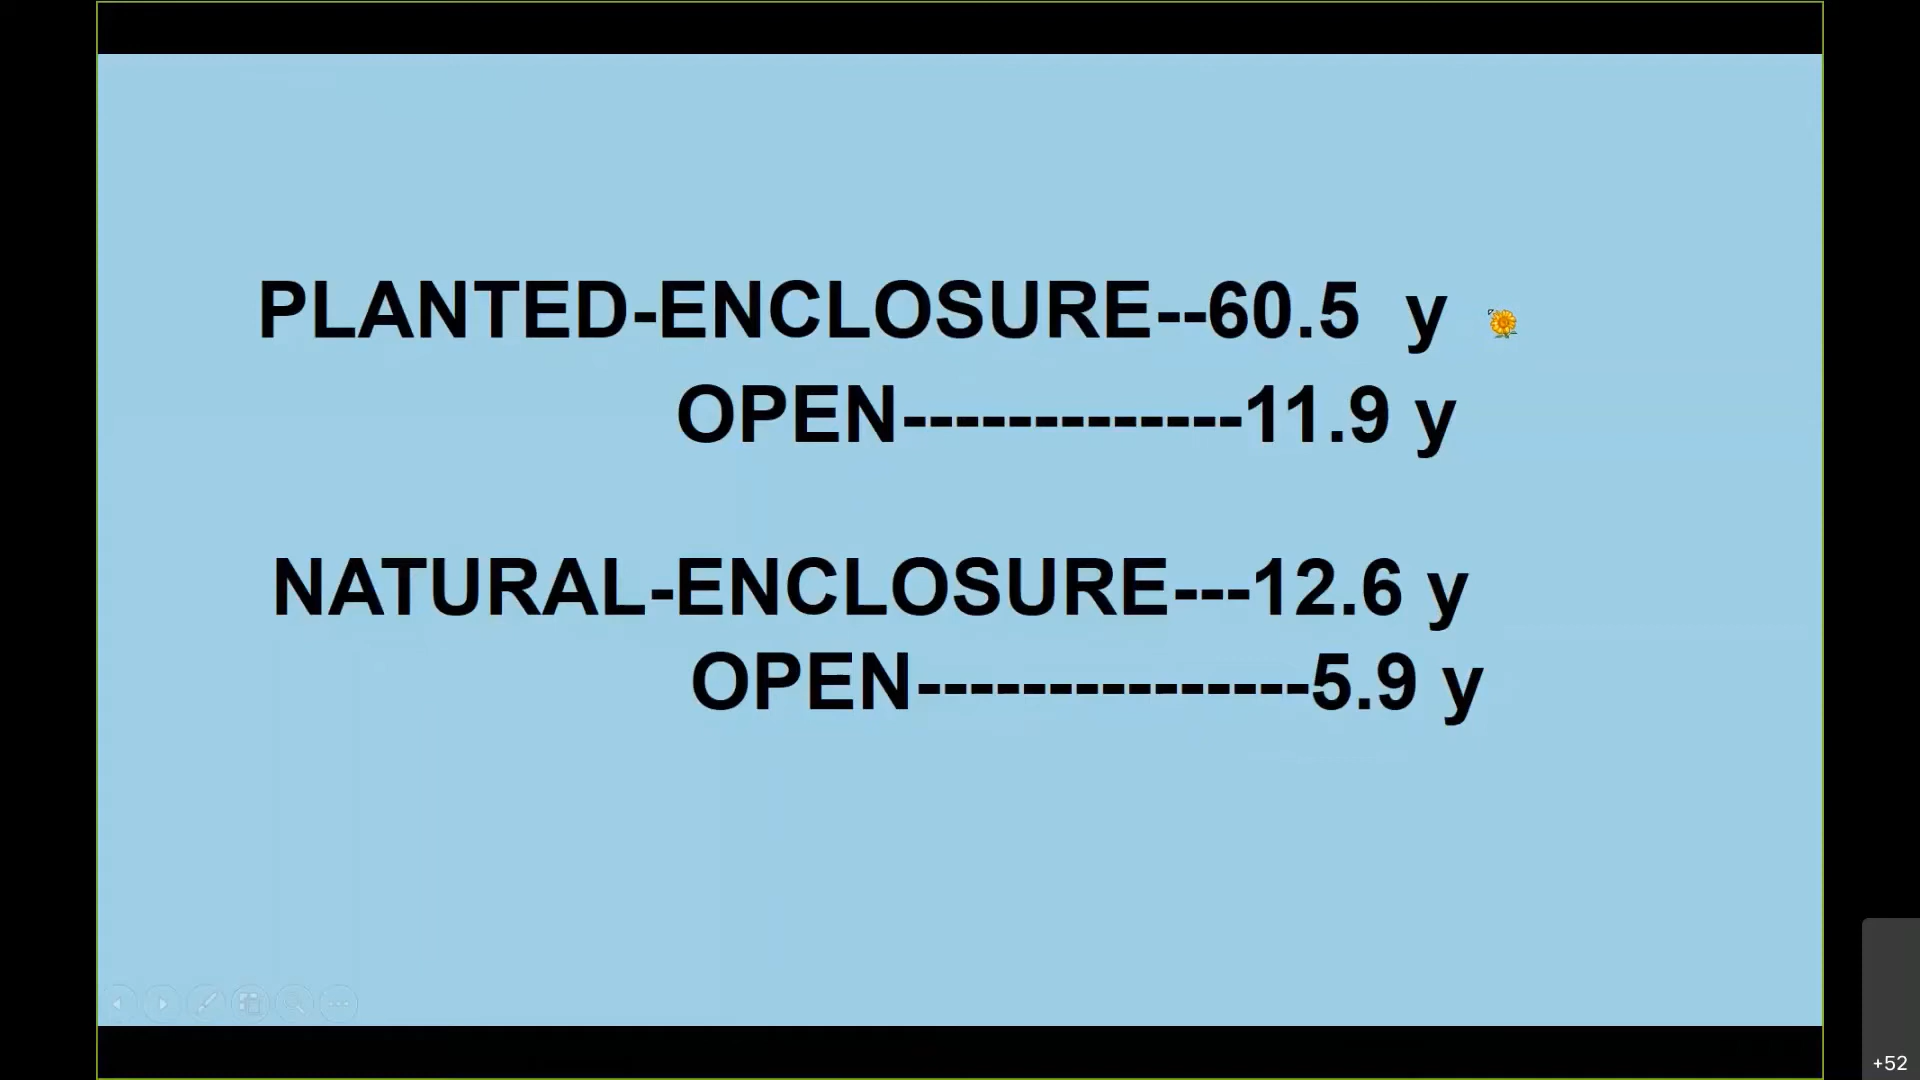 PLANTED-ENCLOSURE--60.5 y
OPEN-------------11.9 y
NATURAL-ENCLOSURE---12.6 y
OPEN---------------5.9 y
+52